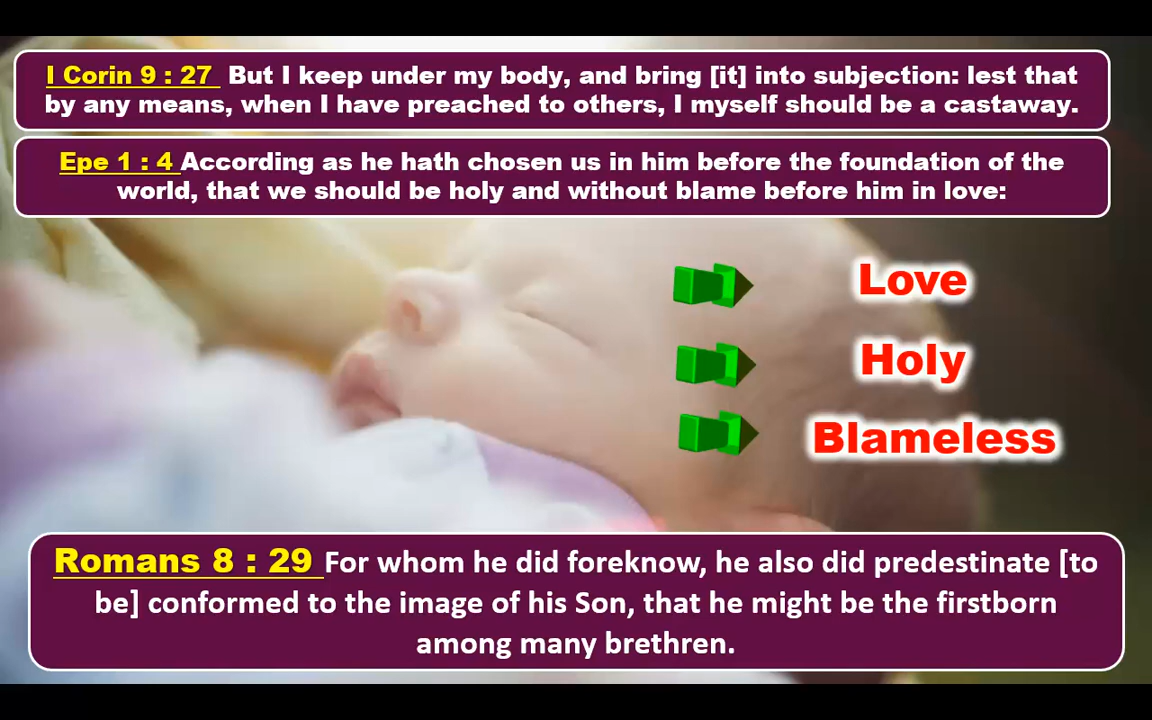 I Corin 9 : 27 But I keep under my body, and bring [it] into subjection: lest that
by any means, when I have preached to others, I myself should be a castaway.
Epe 1 : 4 According as he hath chosen us in him before the foundation of the
world, that we should be holy and without blame before him in love:
Love
Holy
Blameless
Romans 8 : 29 For whom he did foreknow, he also did predestinate [to
be] conformed to the image of his Son, that he might be the firstborn
among many brethren.